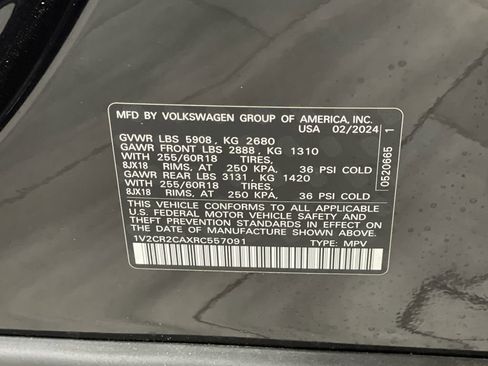 MFD BY VOLKSWAGEN GROUP OF AMERICA, INC.
USA 02/2024
GVWR LBS 5908, KG 2680
GAWR FRONT LBS 2888, KG 1310
WITH 255/60R18 TIRES,
8JX18 RIMS, AT 250 KPA, 36 PSI COLD
GAWR REAR LBS 3131, KG 1420
WITH 255/60R18 TIRES,
8JX18 RIMS, AT 250 KPA, 36 PSI COLD
THIS VEHICLE CONFORMS TO ALL APPLICABLE
U.S. FEDERAL MOTOR VEHICLE SAFETY AND
THEFT PREVENTION STANDARDS IN EFFECT ON
THE DATE OF MANUFACTURE SHOWN ABOVE.
1V2CR2CAXRC557091 TYPE: MPV
0520665 1